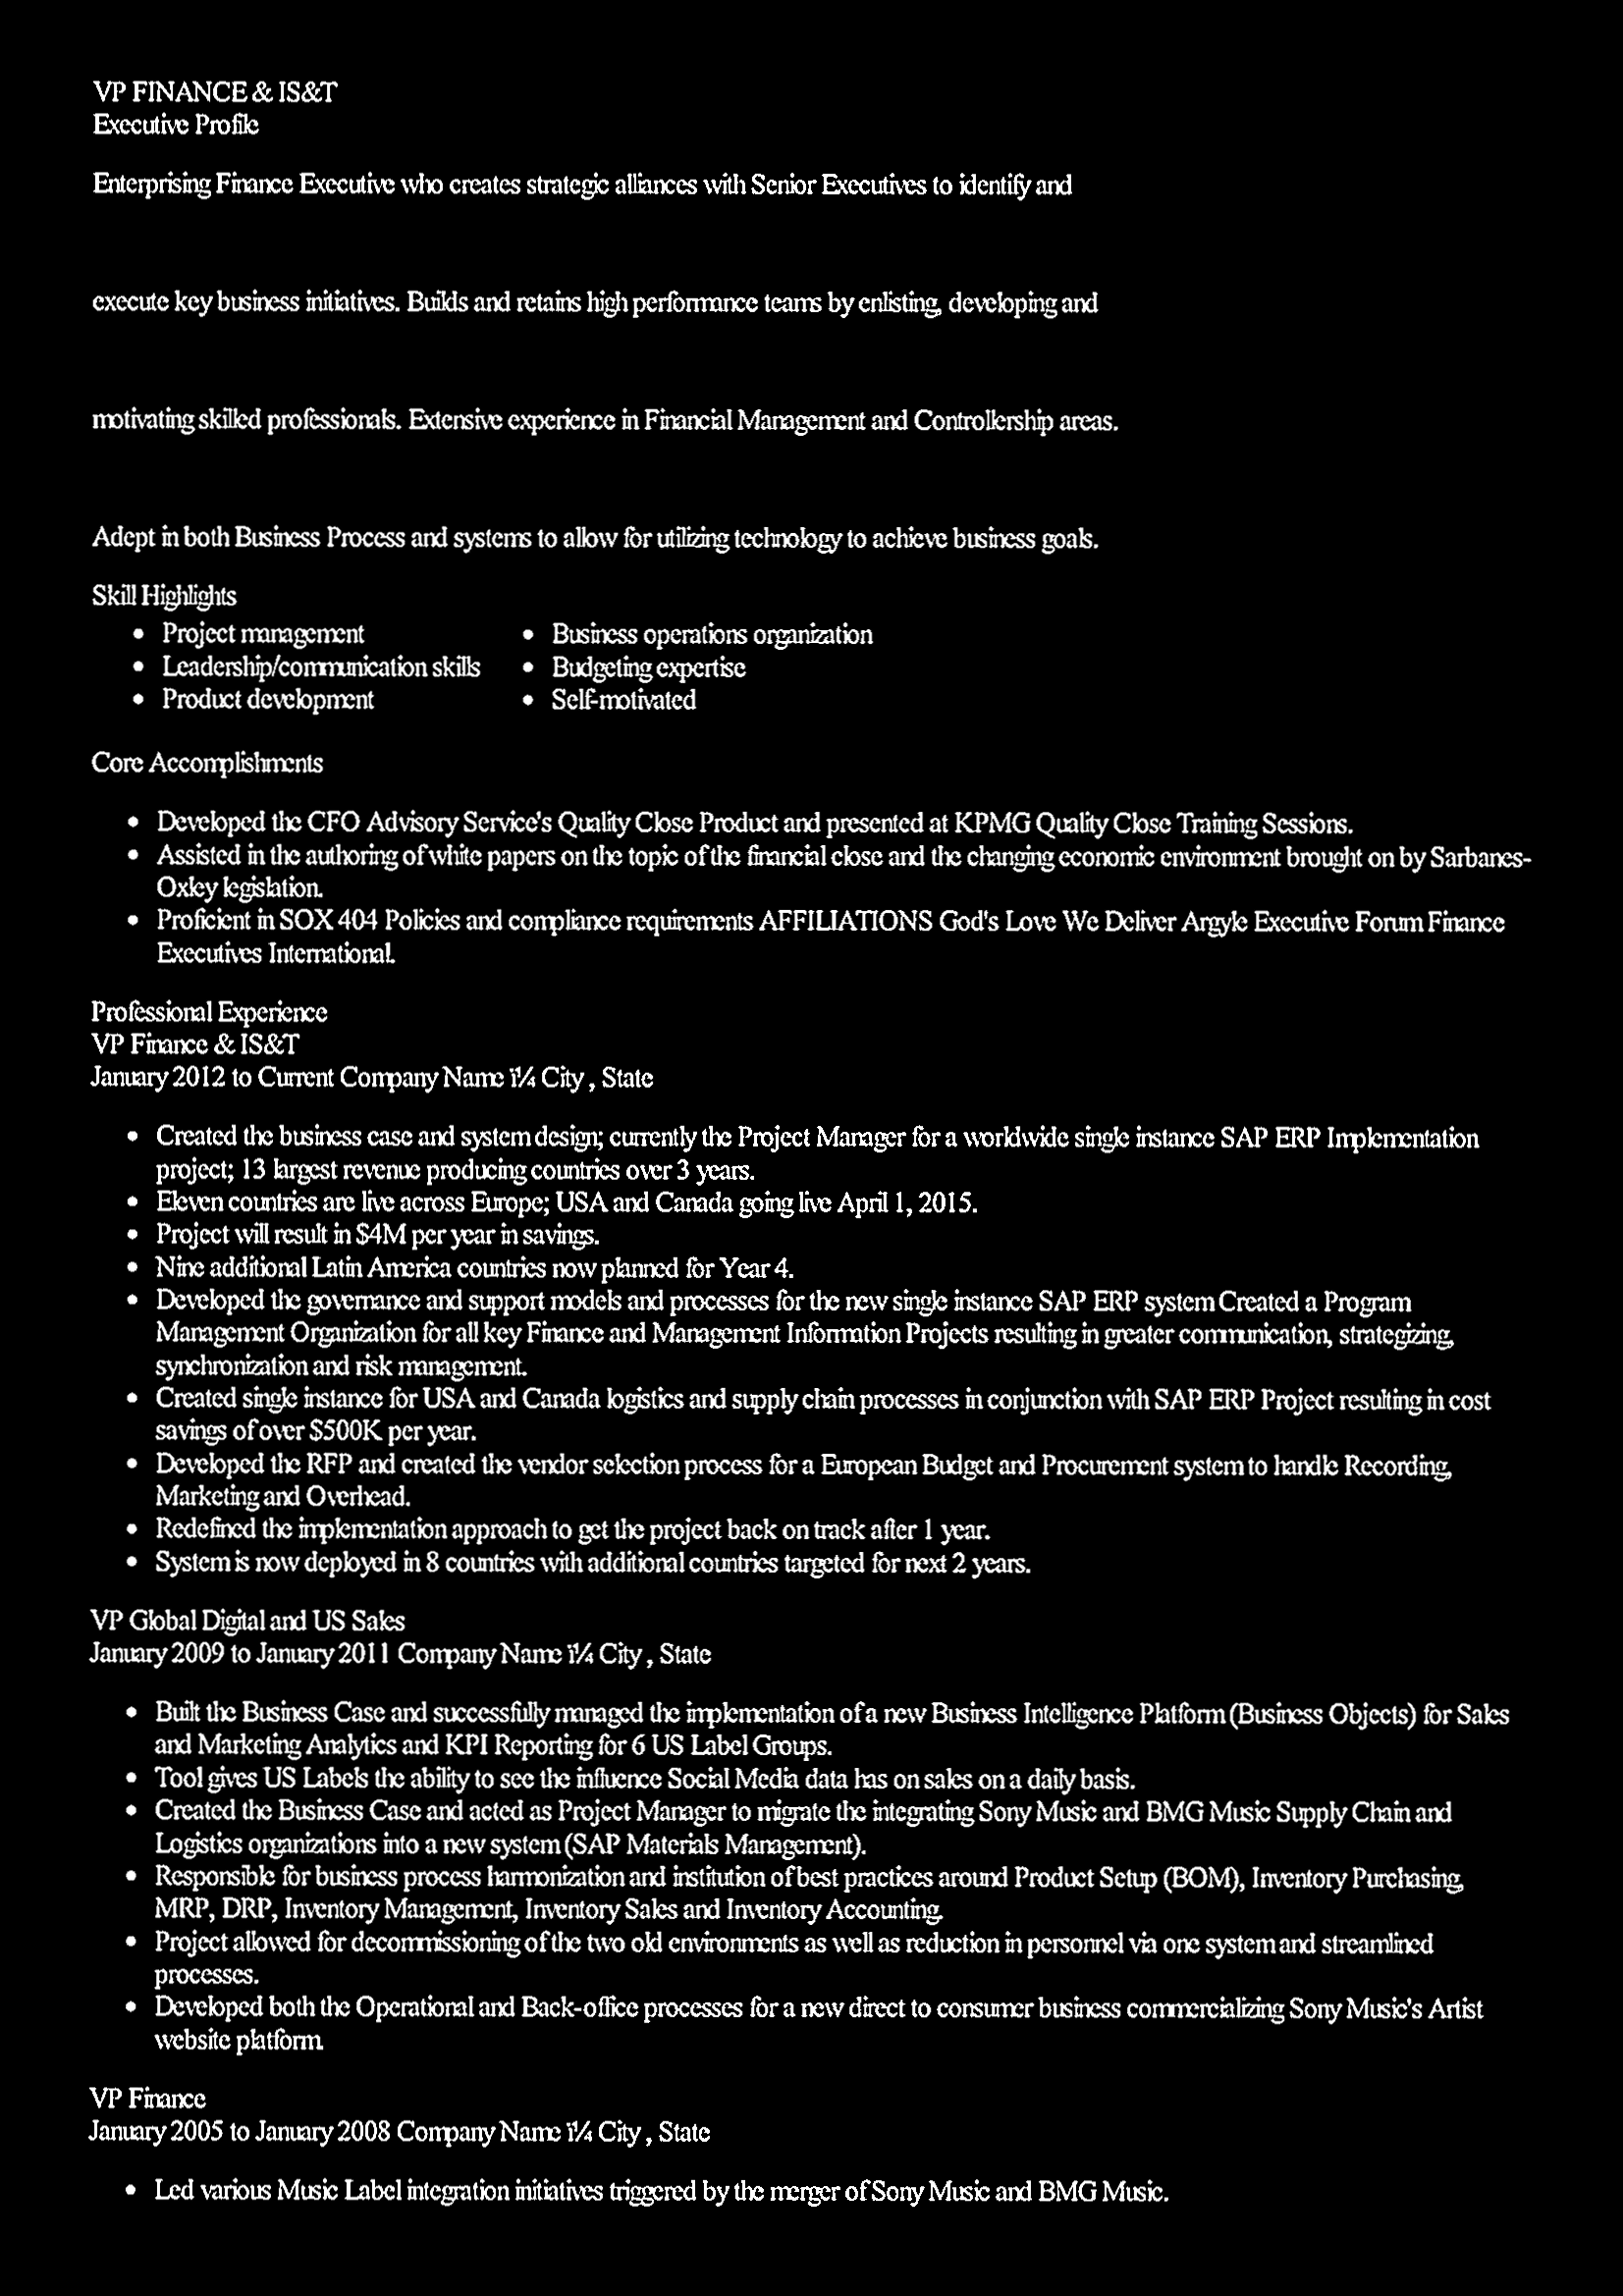 VP FINANCE & IS&T
Executive Profile
Enterprising Finance Executive who creates strategic alliances with Senior Executives to identify and
execute key business initiatives. Builds and retains high performance teams by enlisting, developing and
motivating skilled professionals. Extensive experience in Financial Management and Controllership areas.
Adept in both Business Process and systems to allow for utilizing technology to achieve business goals.
Skill Highlights
• Project management
• Leadership/communication skills
• Product development
• Business operations organization
• Budgeting expertise
• Self-motivated
Core Accomplishments
• Developed the CFO Advisory Service's Quality Close Product and presented at KPMG Quality Close Training Sessions.
• Assisted in the authoring of white papers on the topic of the financial close and the changing economic environment brought on by Sarbanes-
Oxley legislation.
• Proficient in SOX 404 Policies and compliance requirements AFFILIATIONS God's Love We Deliver Argyle Executive Forum Finance
Executives International.
Professional Experience
VP Finance & IS&T
January 2012 to Current Company Name ï¼ City , State
• Created the business case and system design; currently the Project Manager for a worldwide single instance SAP ERP Implementation
project; 13 largest revenue producing countries over 3 years.
• Eleven countries are live across Europe; USA and Canada going live April 1, 2015.
• Project will result in $4M per year in savings.
• Nine additional Latin America countries now planned for Year 4.
• Developed the governance and support models and processes for the new single instance SAP ERP system Created a Program
Management Organization for all key Finance and Management Information Projects resulting in greater communication, strategizing,
synchronization and risk management.
• Created single instance for USA and Canada logistics and supply chain processes in conjunction with SAP ERP Project resulting in cost
savings of over $500K per year.
• Developed the RFP and created the vendor selection process for a European Budget and Procurement system to handle Recording,
Marketing and Overhead.
• Redefined the implementation approach to get the project back on track after 1 year.
• System is now deployed in 8 countries with additional countries targeted for next 2 years.
VP Global Digital and US Sales
January 2009 to January 2011 Company Name ï¼ City , State
• Built the Business Case and successfully managed the implementation of a new Business Intelligence Platform (Business Objects) for Sales
and Marketing Analytics and KPI Reporting for 6 US Label Groups.
• Tool gives US Labels the ability to see the influence Social Media data has on sales on a daily basis.
• Created the Business Case and acted as Project Manager to migrate the integrating Sony Music and BMG Music Supply Chain and
Logistics organizations into a new system (SAP Materials Management).
• Responsible for business process harmonization and institution of best practices around Product Setup (BOM), Inventory Purchasing,
MRP, DRP, Inventory Management, Inventory Sales and Inventory Accounting.
• Project allowed for decommissioning of the two old environments as well as reduction in personnel via one system and streamlined
processes.
• Developed both the Operational and Back-office processes for a new direct to consumer business commercializing Sony Music's Artist
website platform.
VP Finance
January 2005 to January 2008 Company Name ï¼ City , State
• Led various Music Label integration initiatives triggered by the merger of Sony Music and BMG Music.